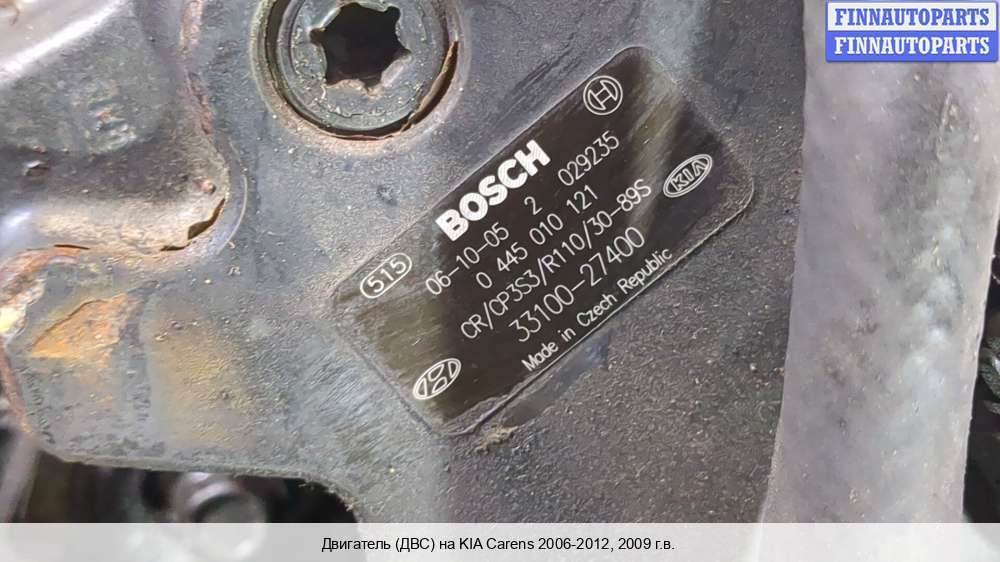 FINNAUTOPARTS
FINNAUTOPARTS
BOSCH
515
06-10-05 2 029235
0 445 010 121
CR/CP3S3/R110/30-89S
KIA
33100-27400
Made in Czech Republic
Двигатель (ДВС) на KIA Carens 2006-2012, 2009 г.в.